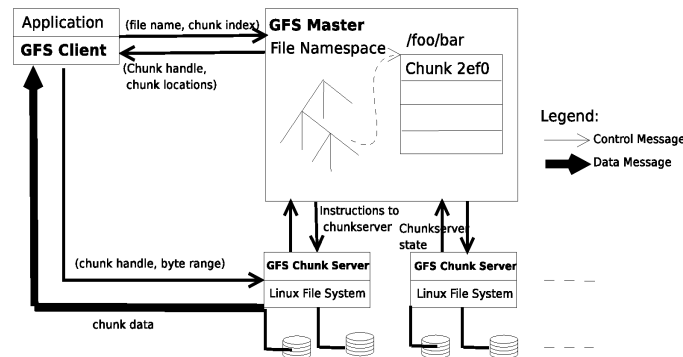 Application
GFS Client
(file name, chunk index)
(Chunk handle,
chunk locations)
GFS Master
File Namespace
/foo/bar
Chunk 2ef0
Legend:
Control Message
Data Message
Instructions to
chunkserver
Chunkserver
state
(chunk handle, byte range)
GFS Chunk Server
Linux File System
GFS Chunk Server
Linux File System
chunk data